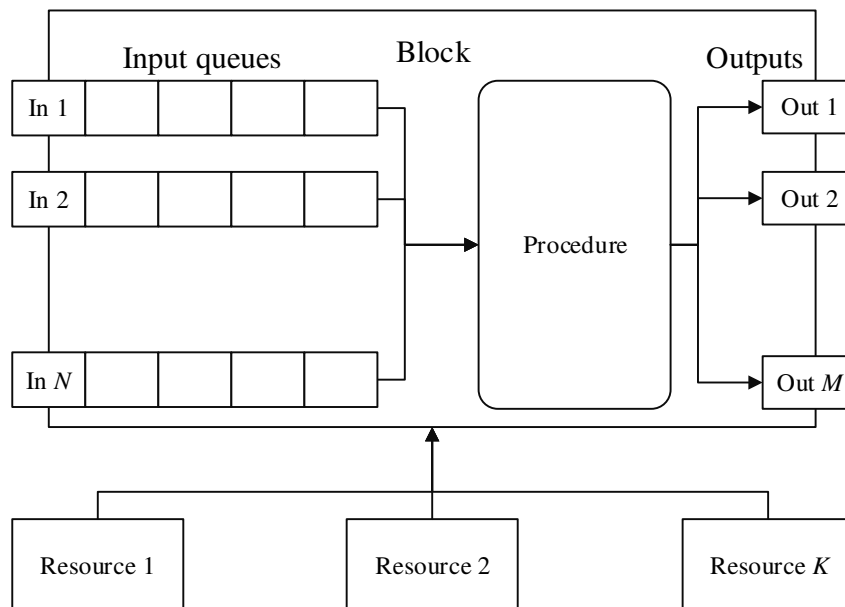 Block
Input queues
Outputs
In 1
Out 1
In 2
Out 2
Procedure
In N
Out M
Resource 1
Resource 2
Resource K